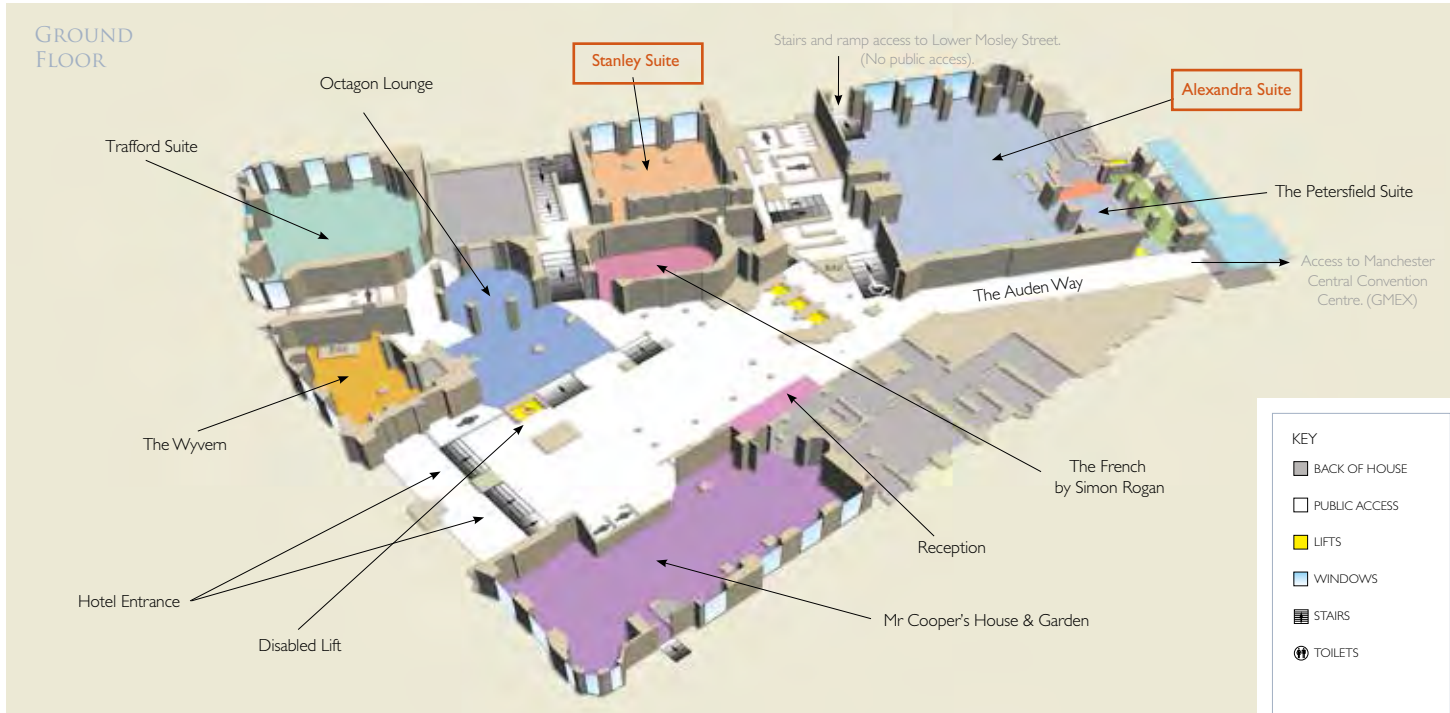 GROUND
FLOOR
Stanley Suite
Stairs and ramp access to Lower Mosley Street.
(No public access).
Octagon Lounge
Alexandra Suite
Trafford Suite
The Petersfield Suite
Access to Manchester
Central Convention
Centre. (GMEX)
The Auden Way
The Wyvern
The French
by Simon Rogan
Reception
Hotel Entrance
Mr Cooper's House & Garden
Disabled Lift
KEY
BACK OF HOUSE
PUBLIC ACCESS
LIFTS
WINDOWS
STAIRS
TOILETS